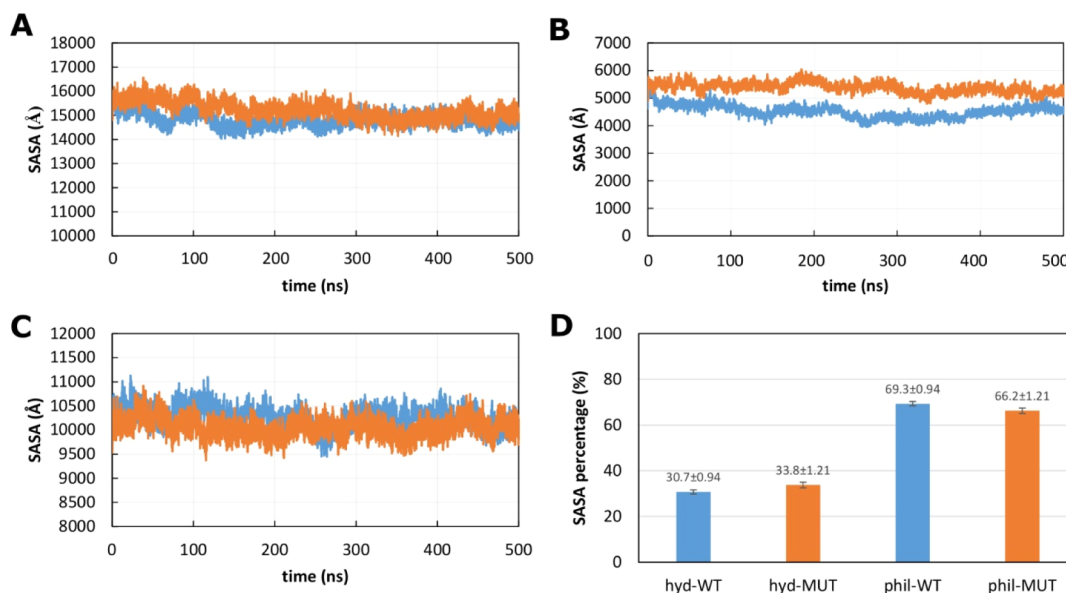 A
18000
17000
16000
15000
14000
13000
12000
11000
10000
SASA (Å)
0 100 200 300 400 500
time (ns)
B
7000
6000
5000
4000
3000
2000
1000
0
SASA (Å)
0 100 200 300 400 500
time (ns)
C
12000
11500
11000
10500
10000
9500
9000
8500
8000
SASA (Å)
0 100 200 300 400 500
time (ns)
D
100
80
60
40
20
0
SASA percentage (%)
30.7±0.94
33.8±1.21
69.3±0.94
66.2±1.21
hyd-WT hyd-MUT phil-WT phil-MUT